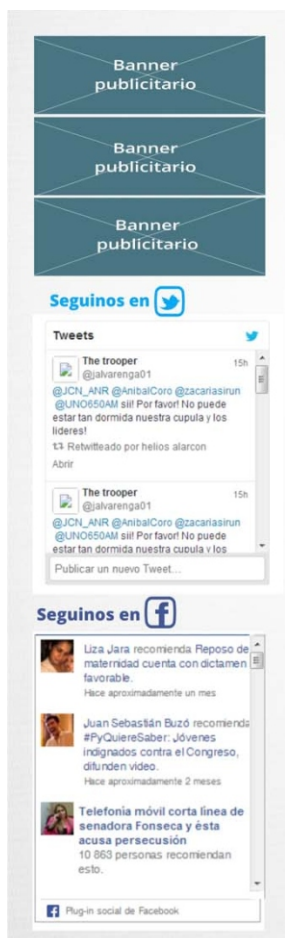 Banner
publicitario
Banner
publicitario
Banner
publicitario
Seguinos en
Tweets
The trooper 15h
@jalvarenga01
@JCN_ANR @AnibalCoro @zacariasirun
@UNO650AM sii! Por favor! No puede
estar tan dormida nuestra cupula y los
lideres!
Retwitteado por helios alarcon
Abrir
The trooper 15h
@jalvarenga01
@JCN_ANR @AnibalCoro @zacariasirun
@UNO650AM sii! Por favor! No puede
estar tan dormida nuestra cupula y los
Publicar un nuevo Tweet...
Seguinos en f
Liza Jara recomienda Reposo de
maternidad cuenta con dictamen
favorable.
Hace aproximadamente un mes
Juan Sebastián Buzó recomienda
#PyQuiereSaber: Jóvenes
indignados contra el Congreso,
difunden video.
Hace aproximadamente 2 meses
Telefonía móvil corta línea de
senadora Fonseca y ésta
acusa persecusión
10 863 personas recomiendan
esto.
f Plug-in social de Facebook